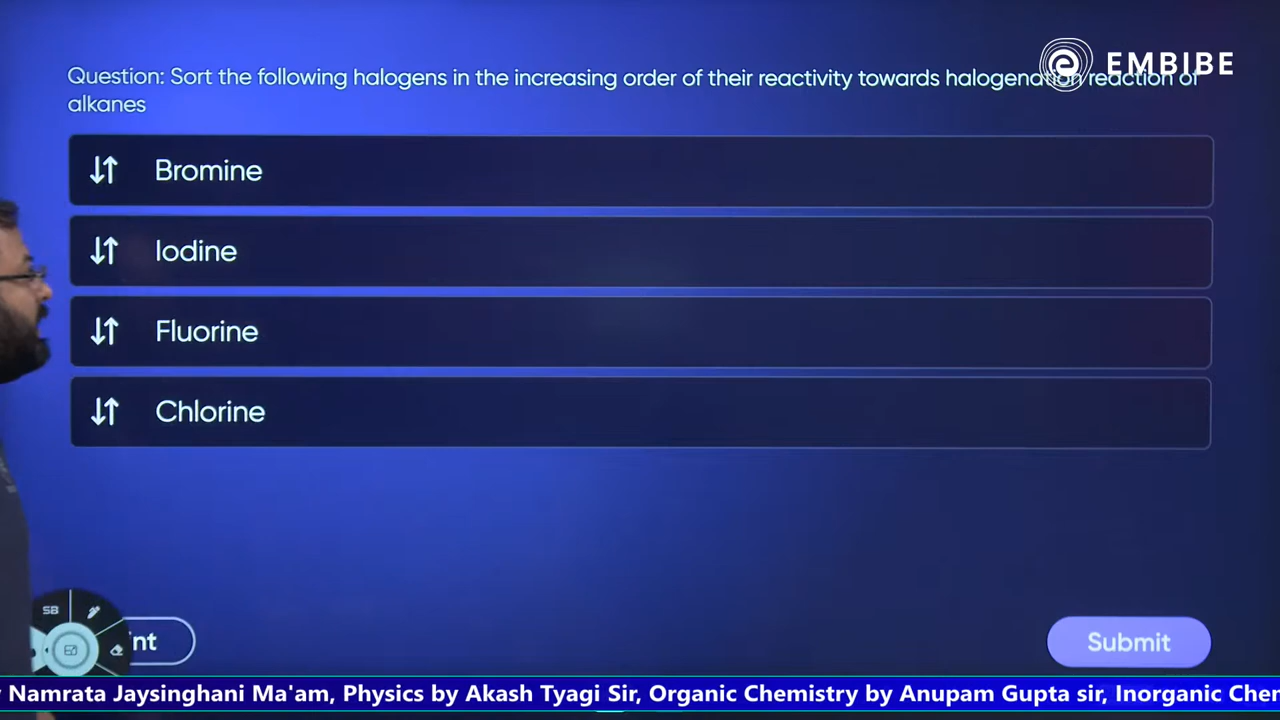 EMBIBE
Question: Sort the following halogens in the increasing order of their reactivity towards halogenation reaction of
alkanes
Bromine
Iodine
Fluorine
Chlorine
SB
Submit
Namrata Jaysinghani Ma'am, Physics by Akash Tyagi Sir, Organic Chemistry by Anupam Gupta sir, Inorganic